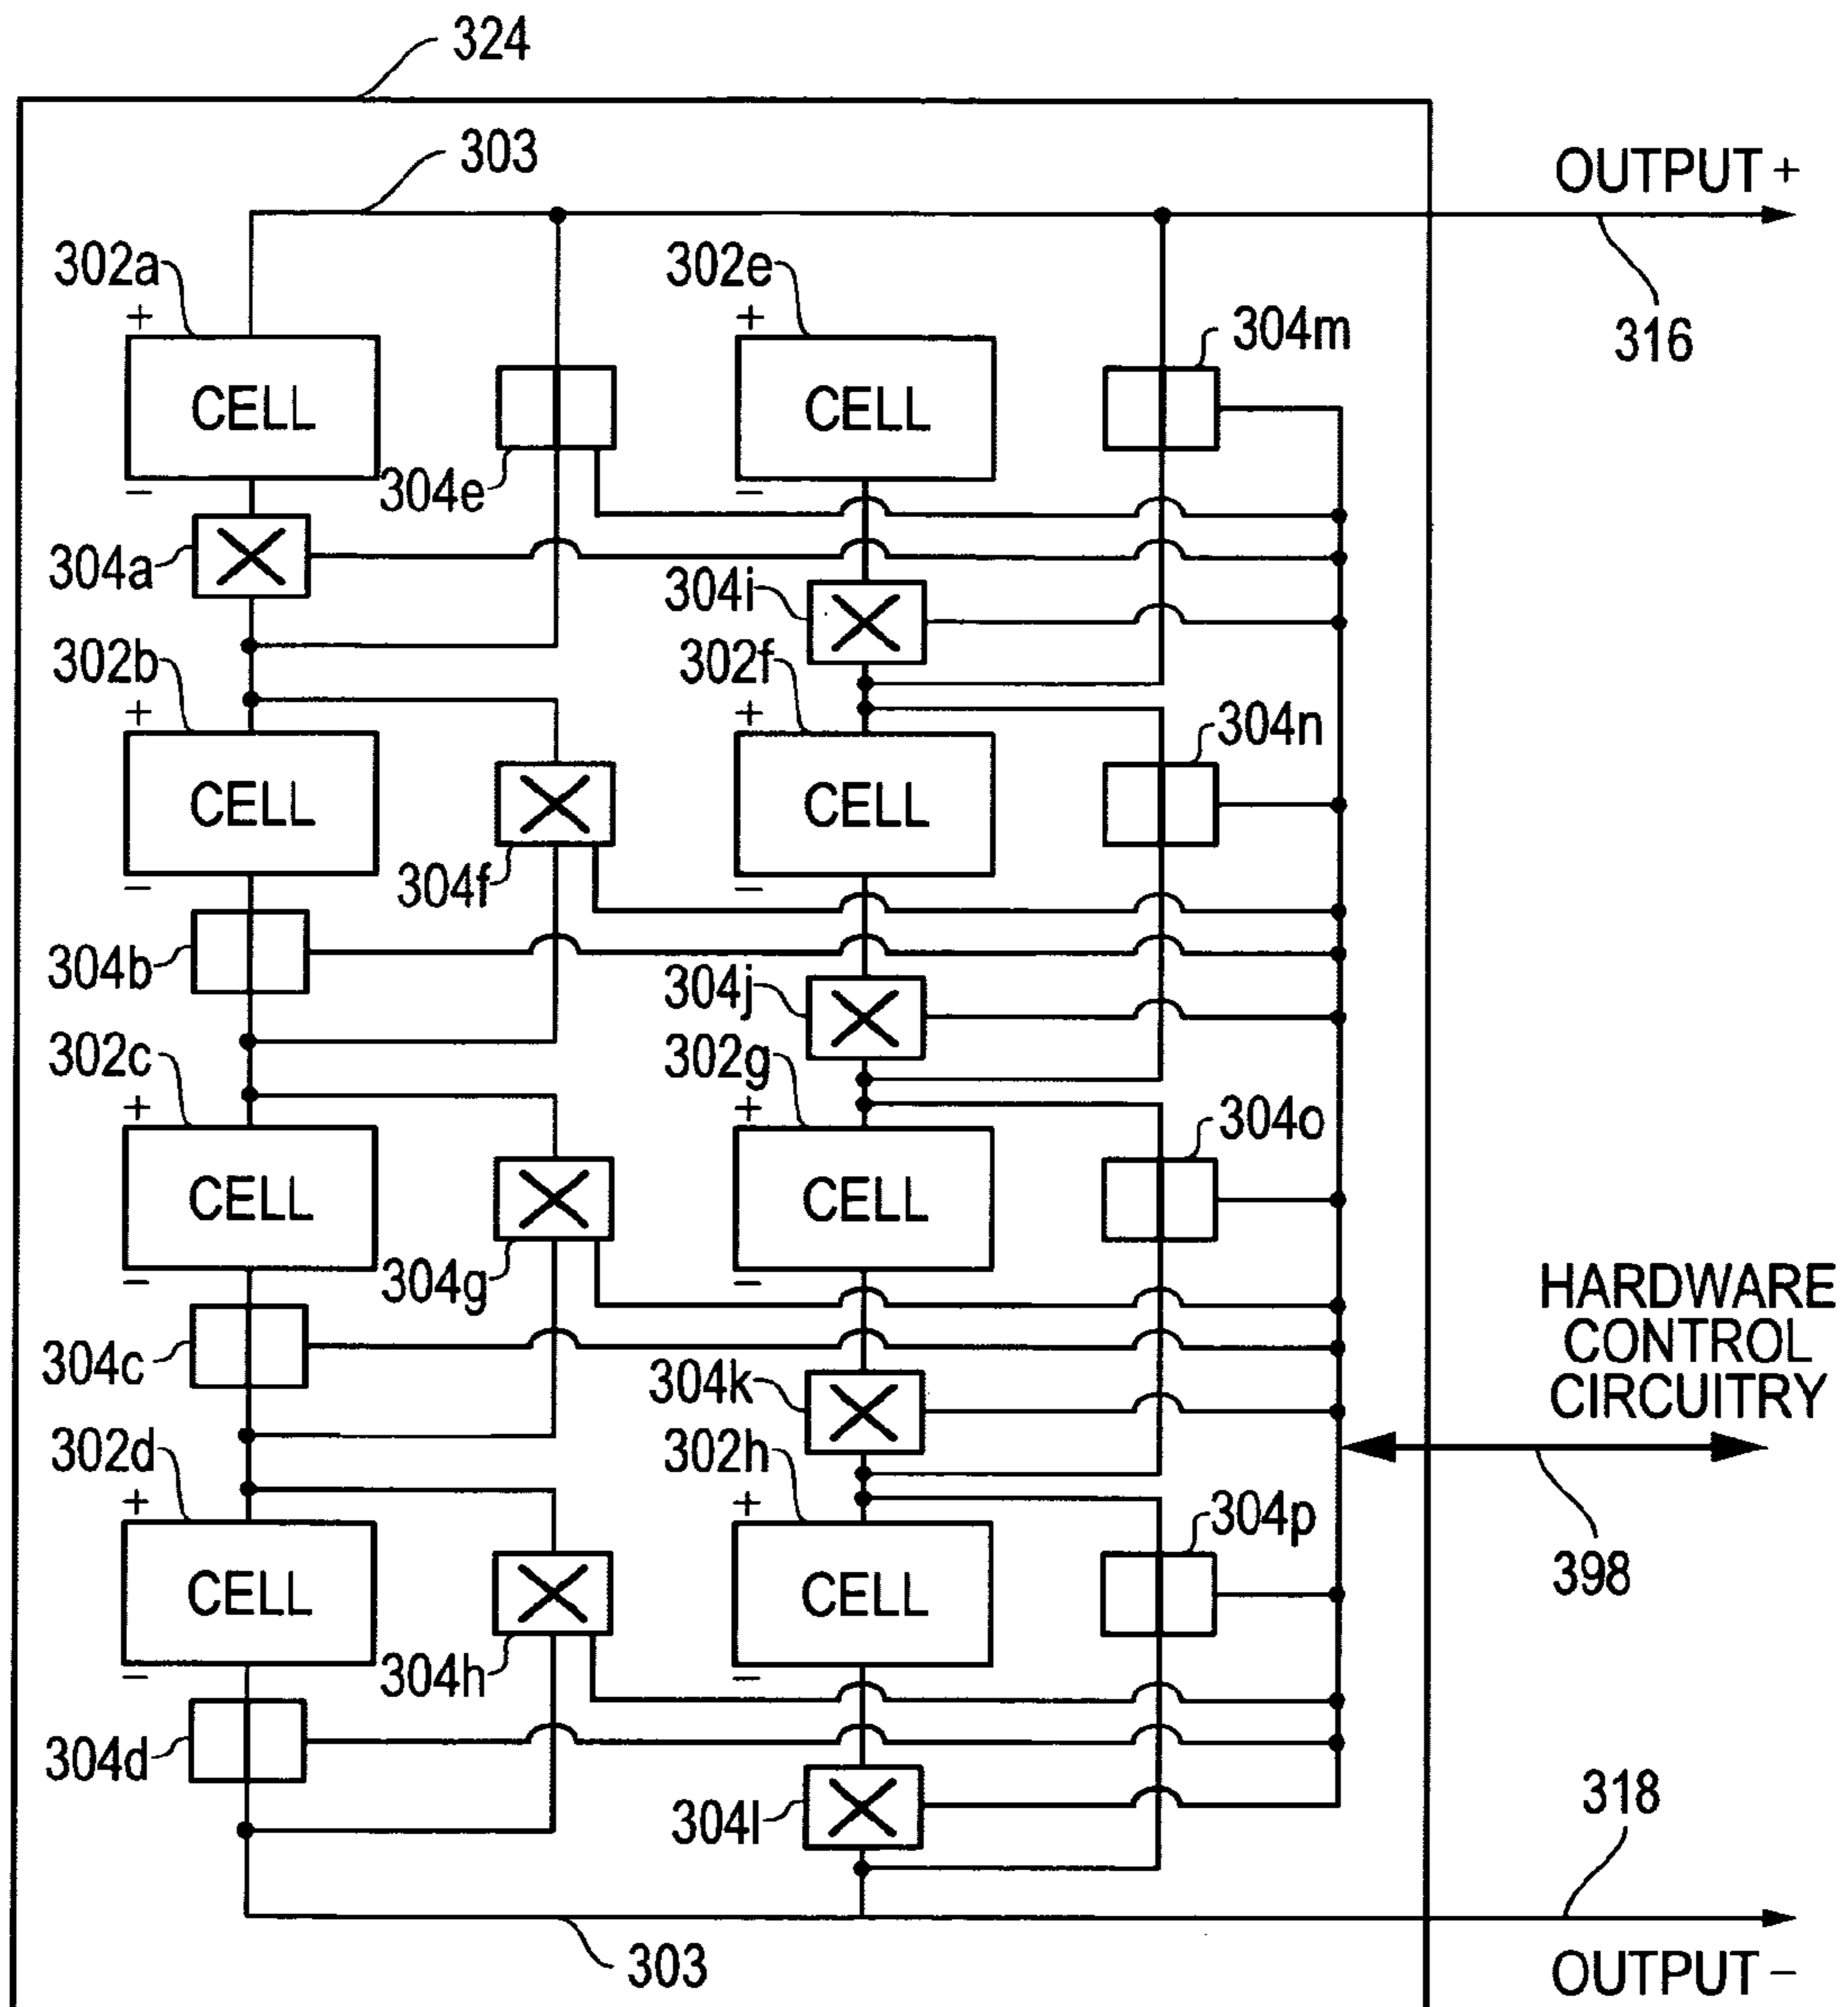 324
303
OUTPUT +
316
302a
302e
+
+
304m
CELL
CELL
304e
−
−
304a
304i
302b
302f
+
+
304n
CELL
CELL
304f
−
−
304b
304j
302c
302g
+
+
304o
CELL
CELL
304g
−
−
HARDWARE
CONTROL
CIRCUITRY
304c
304k
302d
302h
+
+
304p
398
CELL
CELL
304h
−
−
304d
304l
318
303
OUTPUT −